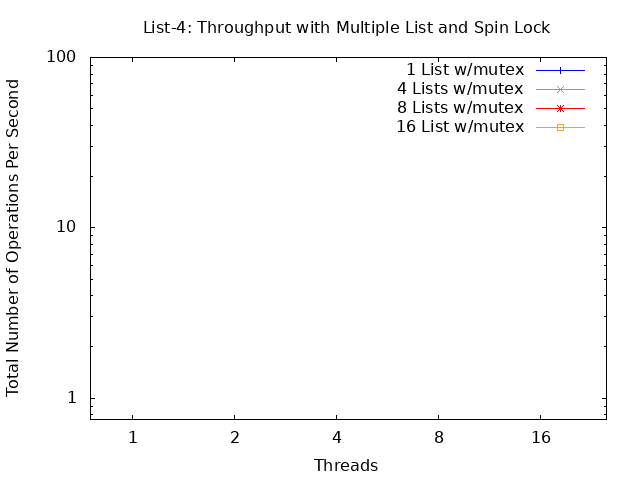 List-4: Throughput with Multiple List and Spin Lock
100
1 List w/mutex
4 Lists w/mutex
8 Lists w/mutex
16 List w/mutex
Total Number of Operations Per Second
10
1
1 2 4 8 16
Threads